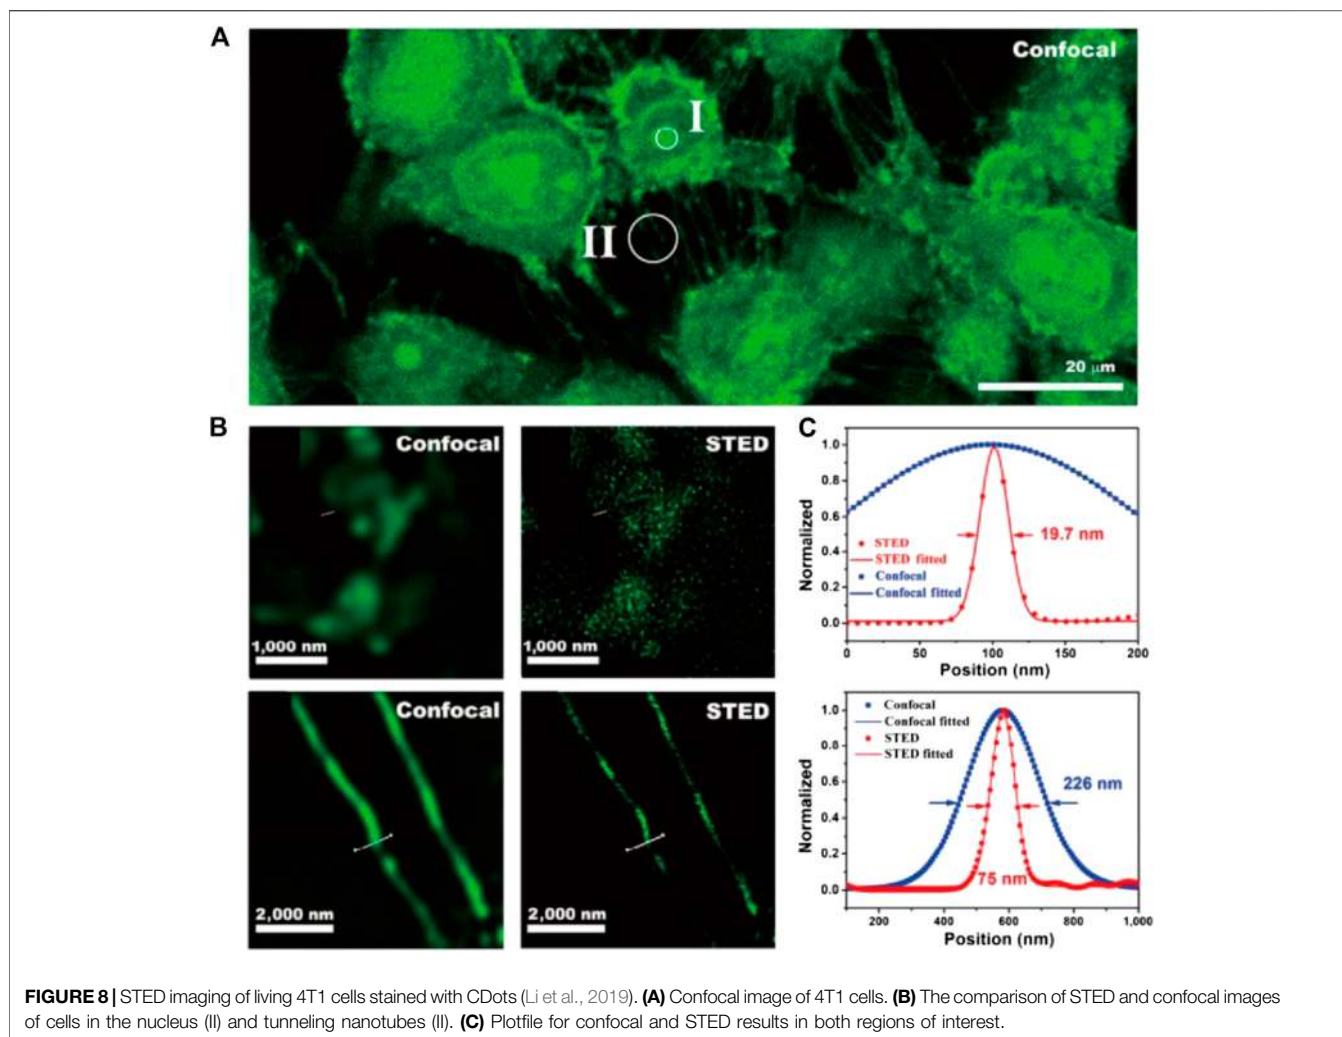 A
Confocal
I
II
20 μm
B
Confocal
STED
1,000 nm
1,000 nm
Confocal
STED
2,000 nm
2,000 nm
C
1.0
0.8
0.6
0.4
0.2
0.0
Normalized
19.7 nm
STED
STED fitted
Confocal
Confocal fitted
0 50 100 150 200
Position (nm)
1.0
0.8
0.6
0.4
0.2
0.0
Normalized
Confocal
Confocal fitted
STED
STED fitted
226 nm
75 nm
200 400 600 800 1,000
Position (nm)
FIGURE 8 | STED imaging of living 4T1 cells stained with CDots (Li et al., 2019). (A) Confocal image of 4T1 cells. (B) The comparison of STED and confocal images
of cells in the nucleus (II) and tunneling nanotubes (II). (C) Plotfile for confocal and STED results in both regions of interest.